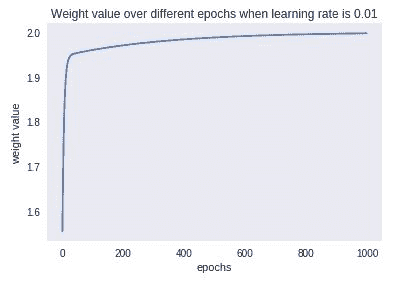 Weight value over different epochs when learning rate is 0.01
2.0
1.9
1.8
1.7
1.6
weight value
0 200 400 600 800 1000
epochs